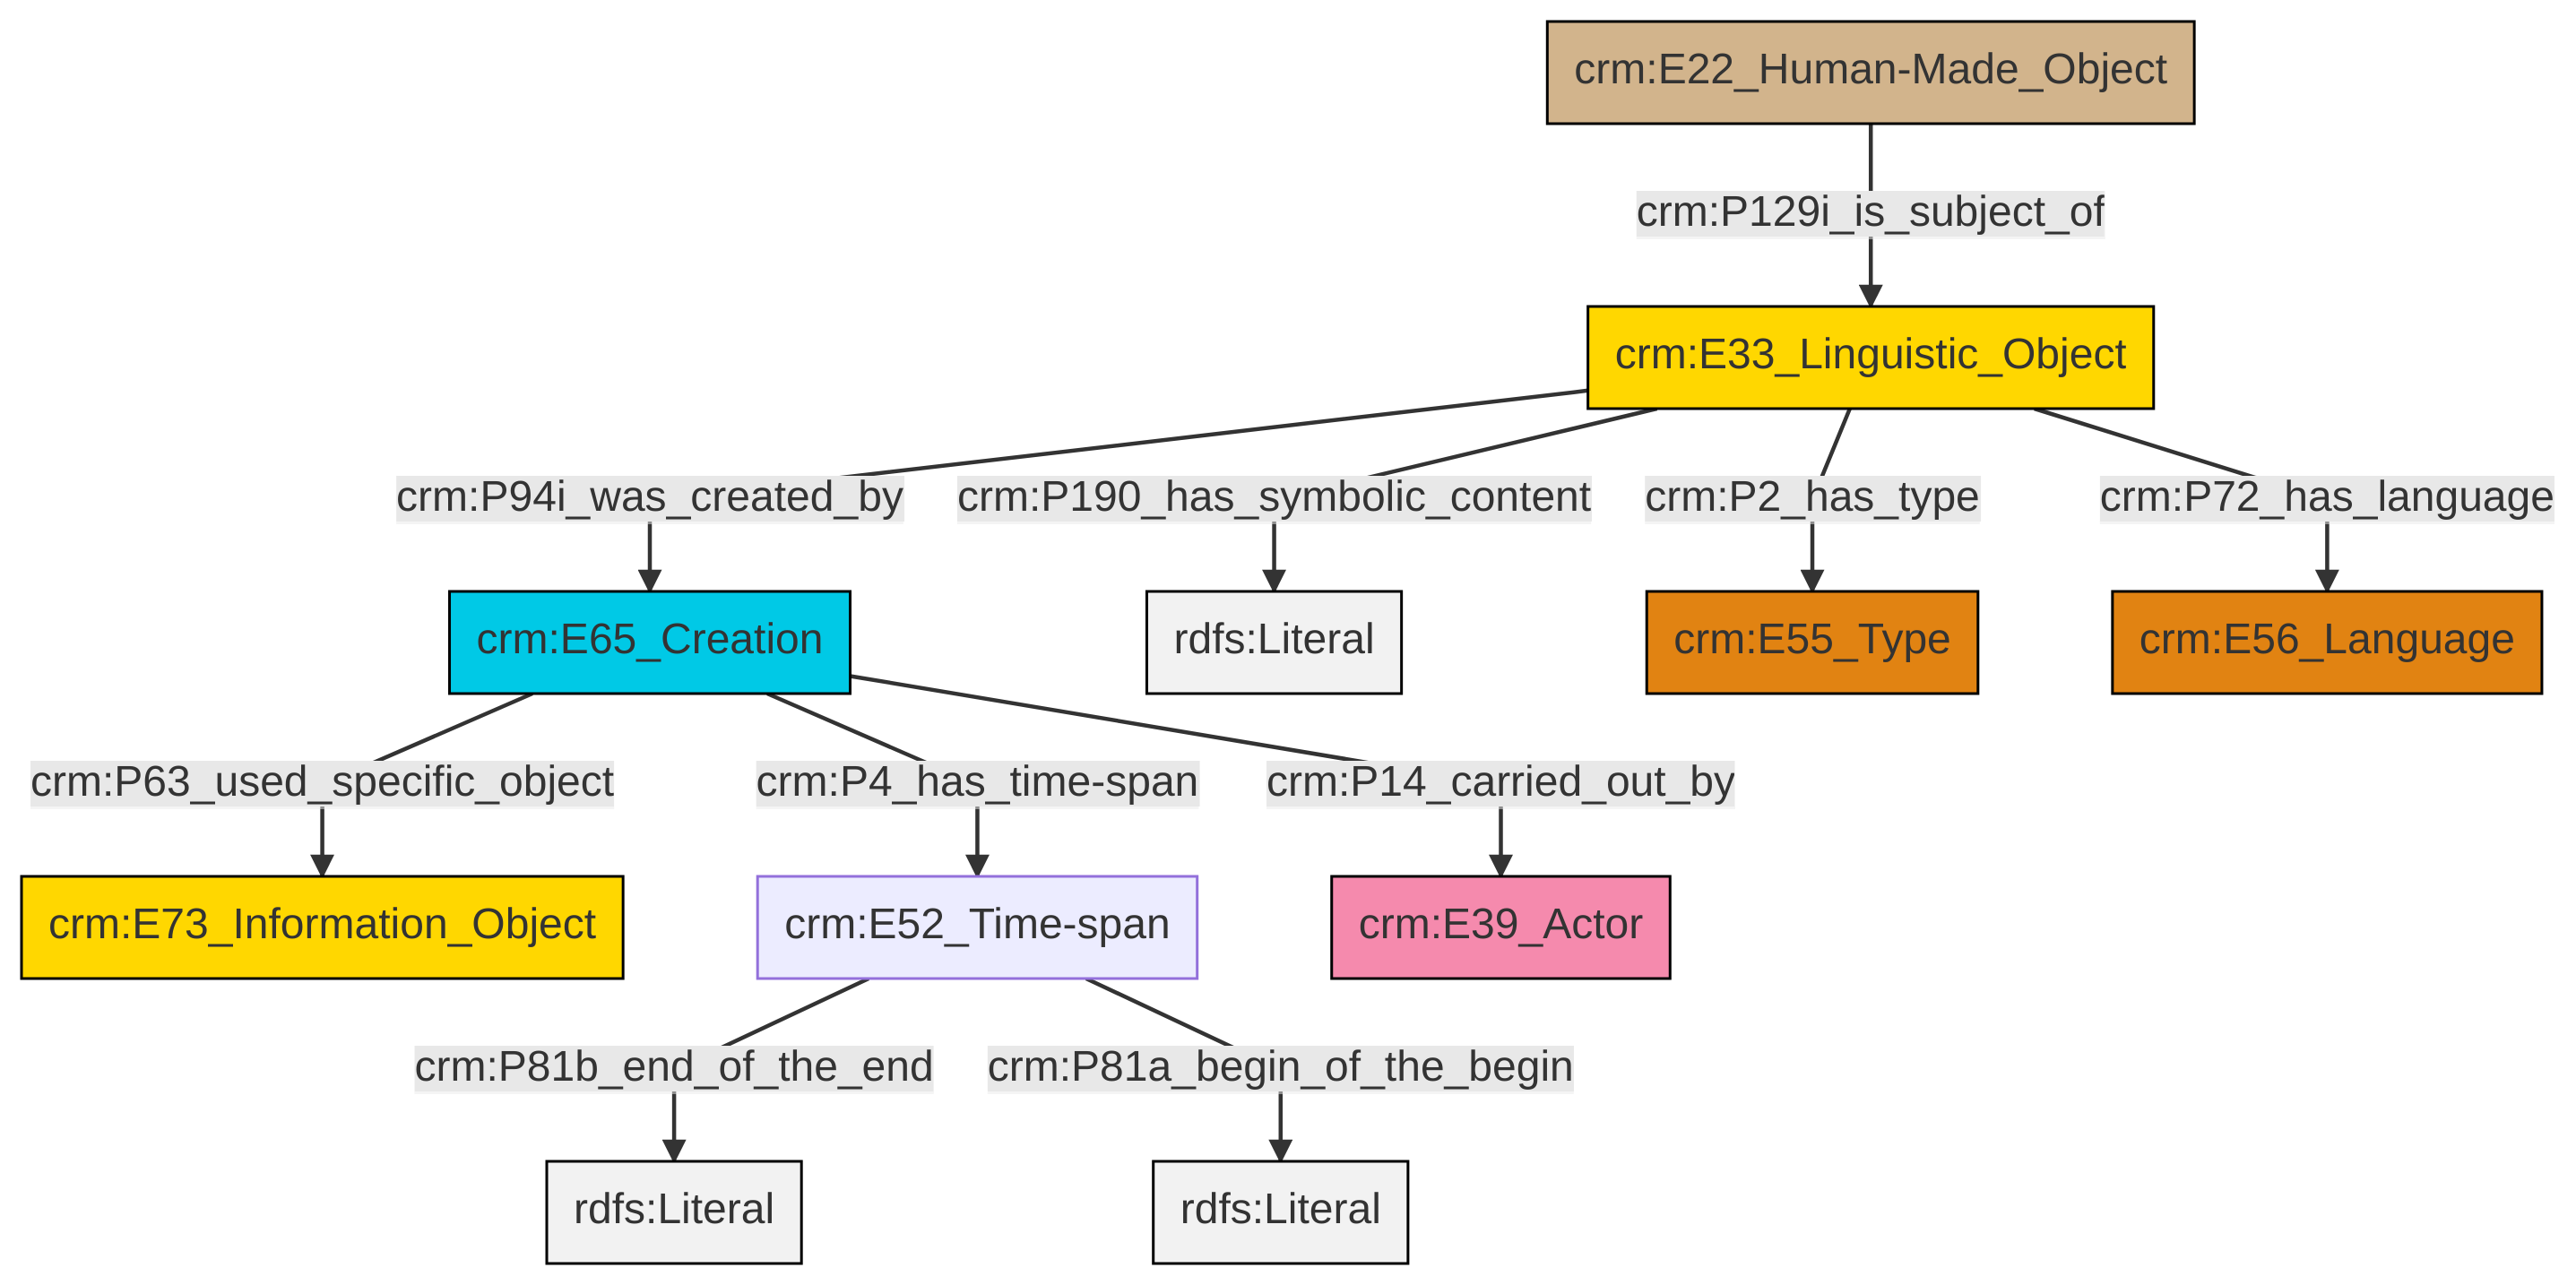 crm:E22_Human-Made_Object
crm:P129i_is_subject_of
crm:E33_Linguistic_Object
crm:P94i_was_created_by
crm:P190_has_symbolic_content
crm:P2_has_type
crm:P72_has_language
crm:E65_Creation
rdfs:Literal
crm:E55_Type
crm:E56_Language
crm:P63_used_specific_object
crm:P4_has_time-span
crm:P14_carried_out_by
crm:E73_Information_Object
crm:E52_Time-span
crm:E39_Actor
crm:P81b_end_of_the_end
crm:P81a_begin_of_the_begin
rdfs:Literal
rdfs:Literal